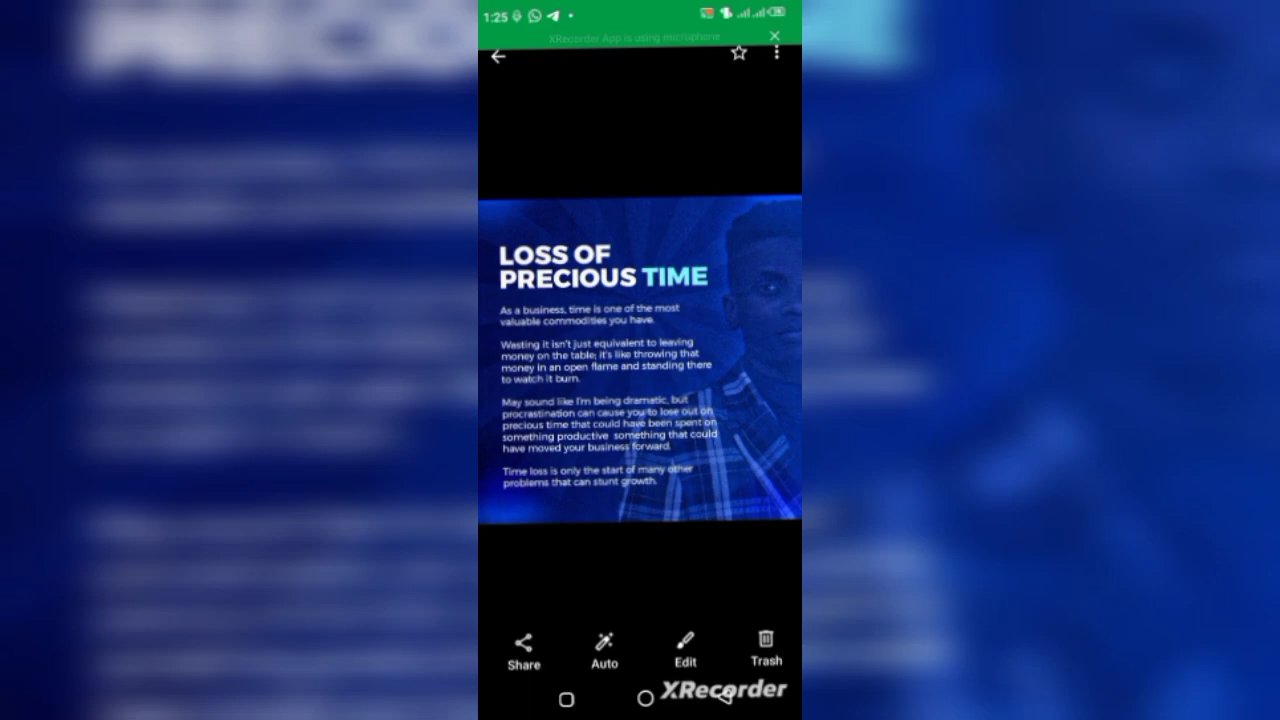 1:25
XRecorder App is using microphone
LOSS OF
PRECIOUS TIME
As a business, time is one of the most
valuable commodities you have.
Wasting it isn't just equivalent to leaving
money on the table; it's like throwing that
money in an open flame and standing there
to watch it burn.
May sound like I'm being dramatic, but
procrastination can cause you to lose out on
precious time that could have been spent on
something productive something that could
have moved your business forward.
Time loss is only the start of many other
problems that can stunt growth.
Share
Auto
Edit
Trash
XRecorder